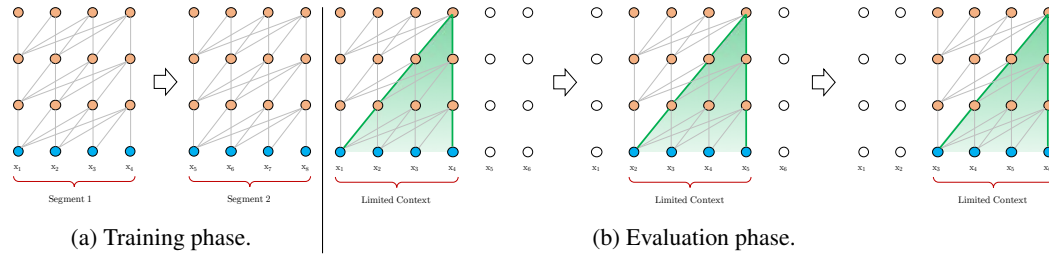 x₁ x₂ x₃ x₄
Segment 1
x₅ x₆ x₇ x₈
Segment 2
(a) Training phase.
x₁ x₂ x₃ x₄ x₅ x₆
Limited Context
x₁ x₂ x₃ x₄ x₅ x₆
Limited Context
x₁ x₂ x₃ x₄ x₅ x₆
Limited Context
(b) Evaluation phase.